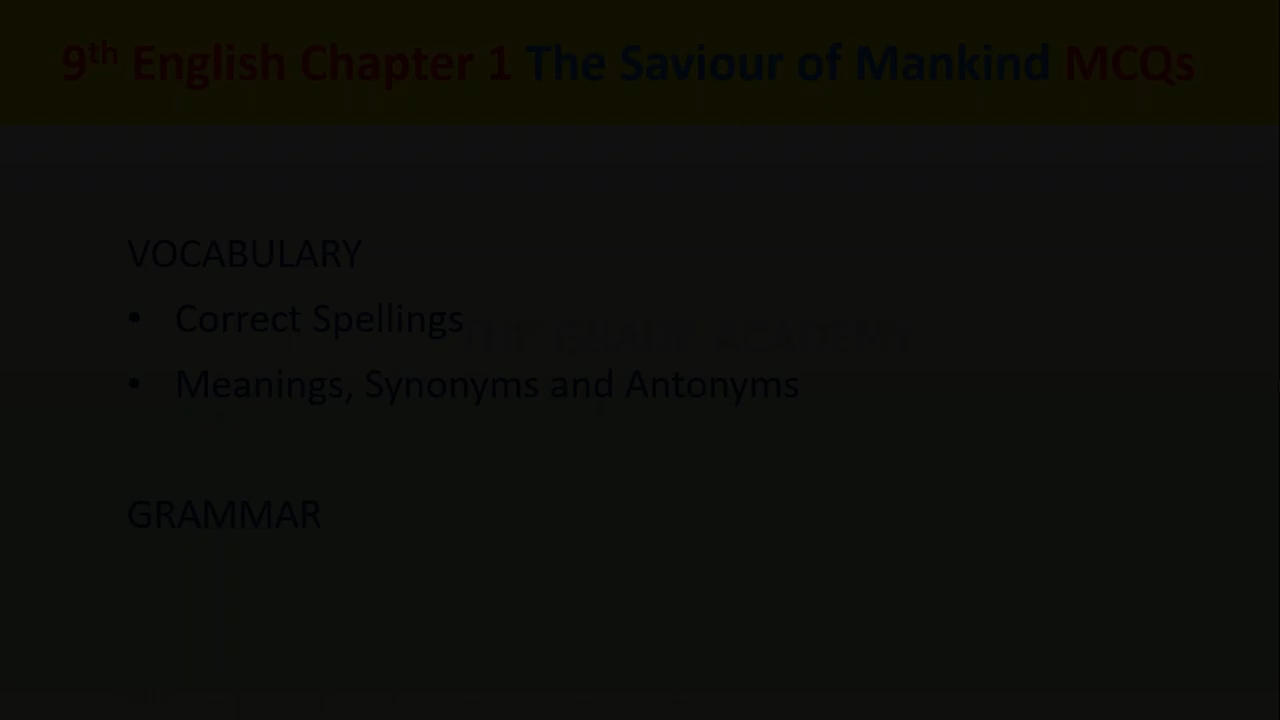 9th English Chapter 1 The Saviour of Mankind MCQs
VOCABULARY
• Correct Spellings
• Meanings, Synonyms and Antonyms
GRAMMAR